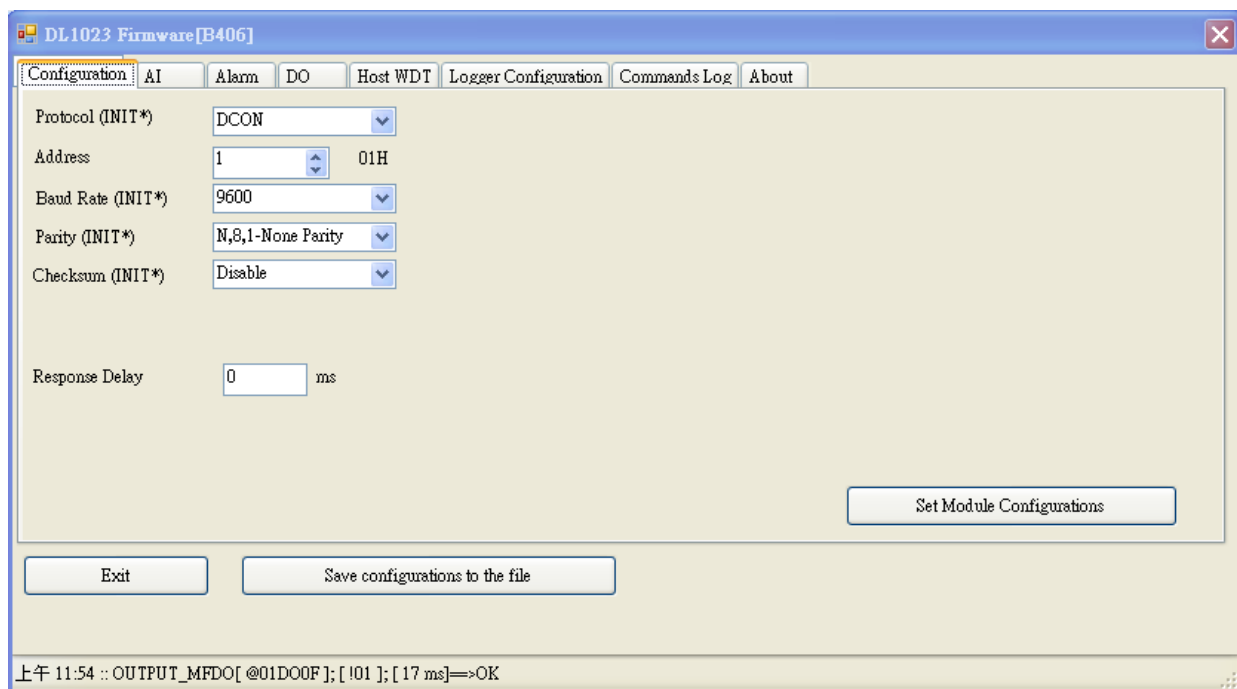 DL1023 Firmware[B406]
Configuration AI Alarm DO Host WDT Logger Configuration Commands Log About
Protocol (INIT*) DCON
Address 1 01H
Baud Rate (INIT*) 9600
Parity (INIT*) N,8,1-None Parity
Checksum (INIT*) Disable
Response Delay 0 ms
Set Module Configurations
Exit Save configurations to the file
上午 11:54 :: OUTPUT_MFDO[ @01DO0F ]; [ !01 ]; [ 17 ms]==>OK